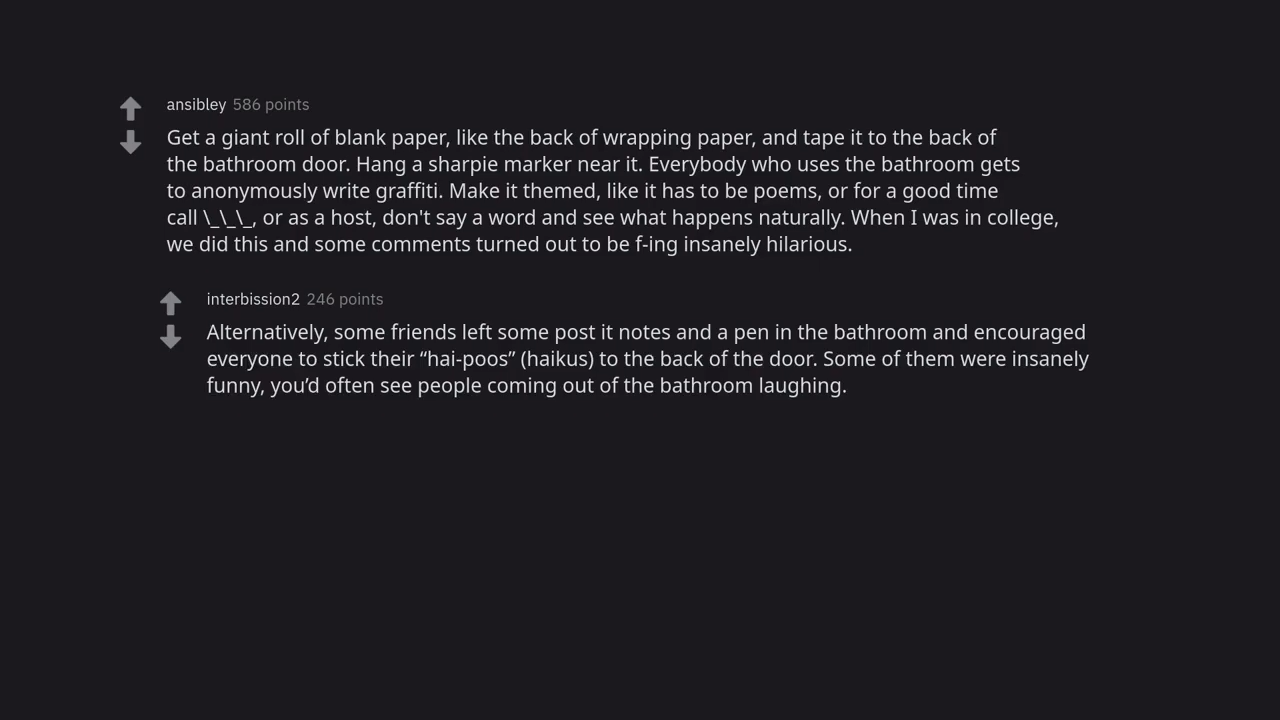 ansibley 586 points
Get a giant roll of blank paper, like the back of wrapping paper, and tape it to the back of
the bathroom door. Hang a sharpie marker near it. Everybody who uses the bathroom gets
to anonymously write graffiti. Make it themed, like it has to be poems, or for a good time
call \_\_\_, or as a host, don't say a word and see what happens naturally. When I was in college,
we did this and some comments turned out to be f-ing insanely hilarious.
interbission2 246 points
Alternatively, some friends left some post it notes and a pen in the bathroom and encouraged
everyone to stick their “hai-poos” (haikus) to the back of the door. Some of them were insanely
funny, you’d often see people coming out of the bathroom laughing.